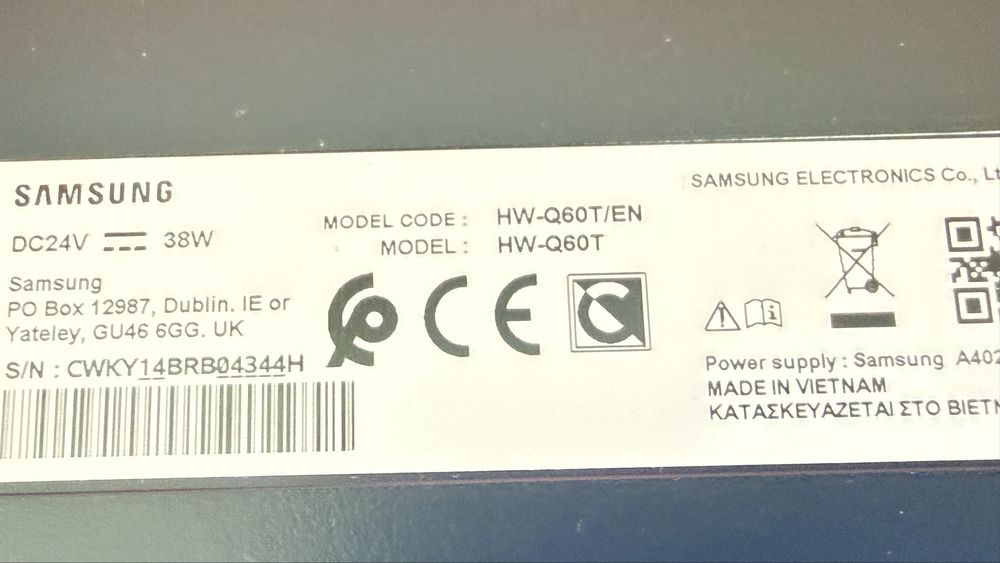 SAMSUNG
DC24V 38W
Samsung
PO Box 12987, Dublin. IE or
Yateley, GU46 6GG. UK
S/N : CWKY14BRB04344H
MODEL CODE : HW-Q60T/EN
MODEL : HW-Q60T
CE
SAMSUNG ELECTRONICS Co., Lt
Power supply : Samsung A402
MADE IN VIETNAM
ΚΑΤΑΣΚΕΥΑΖΕΤΑΙ ΣΤΟ ΒΙΕΤΝ